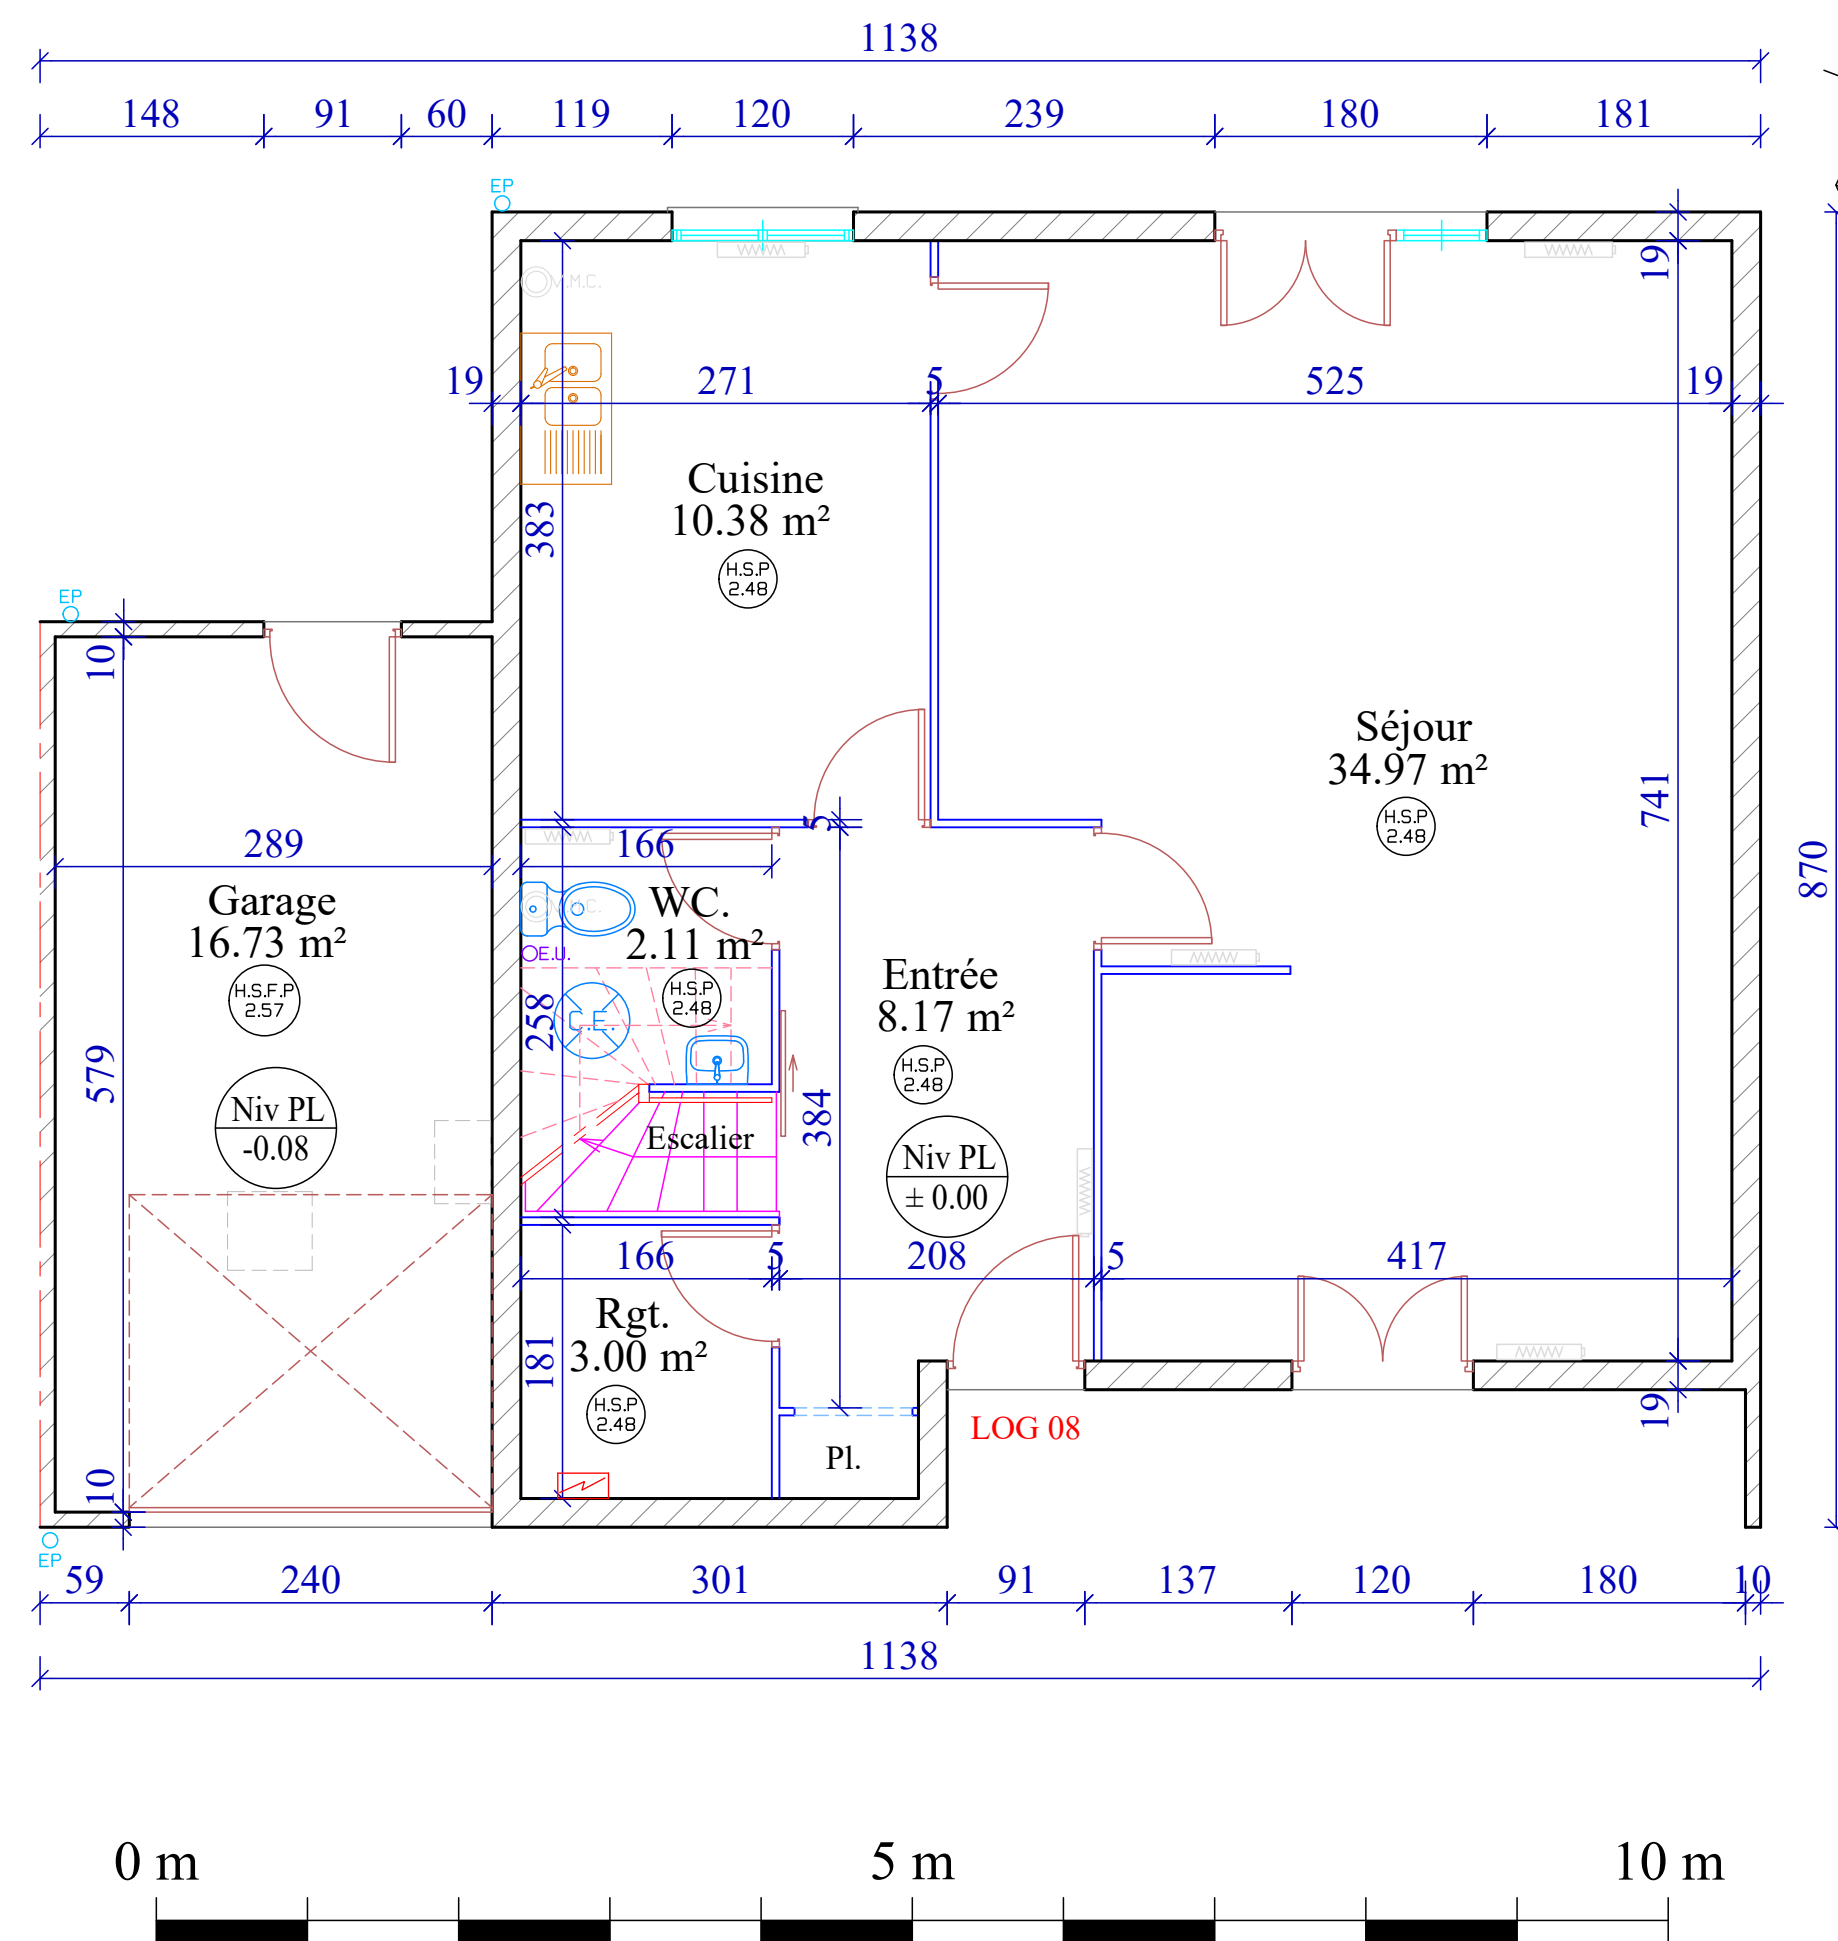 1138
148 91 60 119 120 239 180 181
EP
V.M.C.
19
19 271 5 525 19
Cuisine
10.38 m²
H.S.P
2.48
383
EP
10
Séjour
34.97 m²
H.S.P
2.48
741
870
5
289
166
Garage
16.73 m²
H.S.F.P
2.57
WC.
2.11 m²
H.S.P
2.48
E.U.
C.E.
258
Entrée
8.17 m²
H.S.P
2.48
579
384
Niv PL
-0.08
Escalier
Niv PL
± 0.00
166 5 208 5 417
Rgt.
3.00 m²
H.S.P
2.48
181
19
LOG 08
Pl.
10
EP
59 240 301 91 137 120 180 10
1138
0 m 5 m 10 m